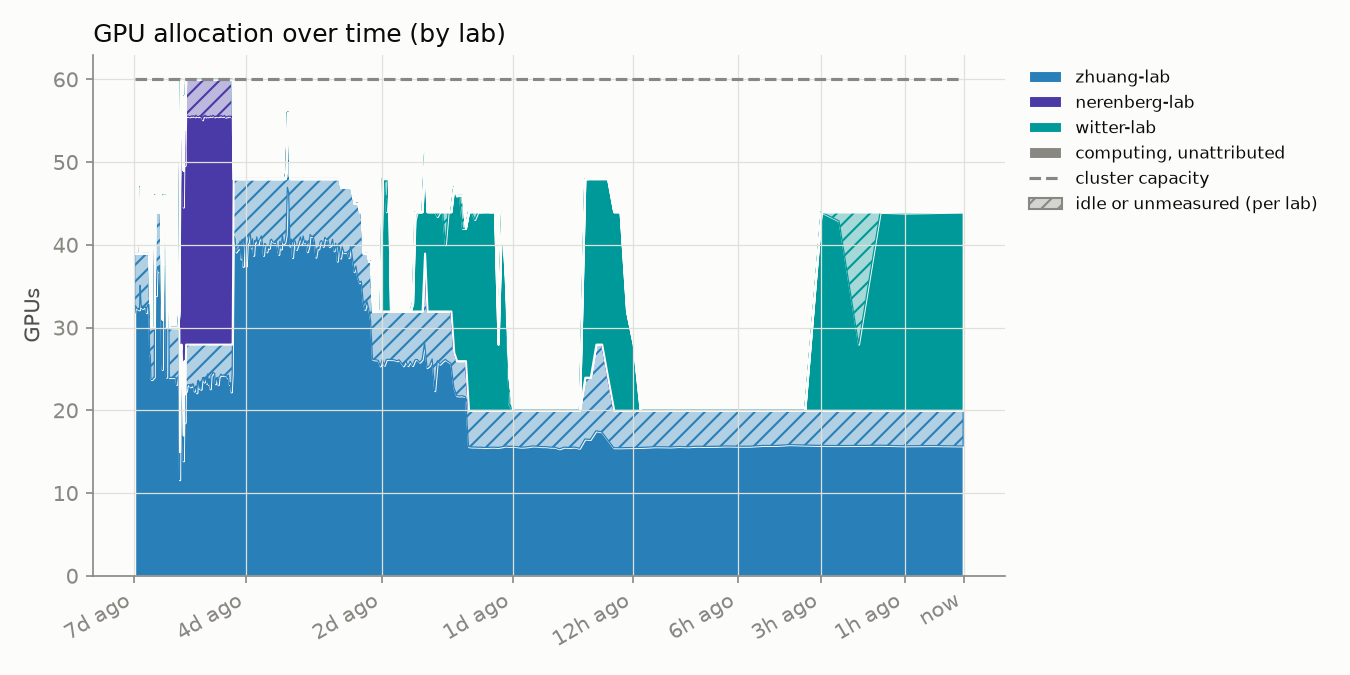 GPU allocation over time (by lab)
60
50
40
30
20
10
0
GPUs
7d ago
4d ago
2d ago
1d ago
12h ago
6h ago
3h ago
1h ago
now
zhuang-lab
nerenberg-lab
witter-lab
computing, unattributed
cluster capacity
idle or unmeasured (per lab)